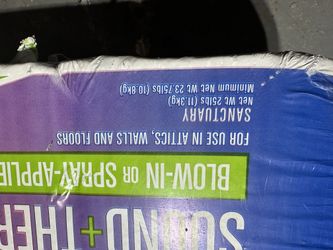 SOUND+THER
BLOW-IN OR SPRAY-APPLIE
FOR USE IN ATTICS, WALLS AND FLOORS
SANCTUARY
Net Wt 25lbs (11.3kg)
Minimum Net Wt 23.75lbs (10.8kg)